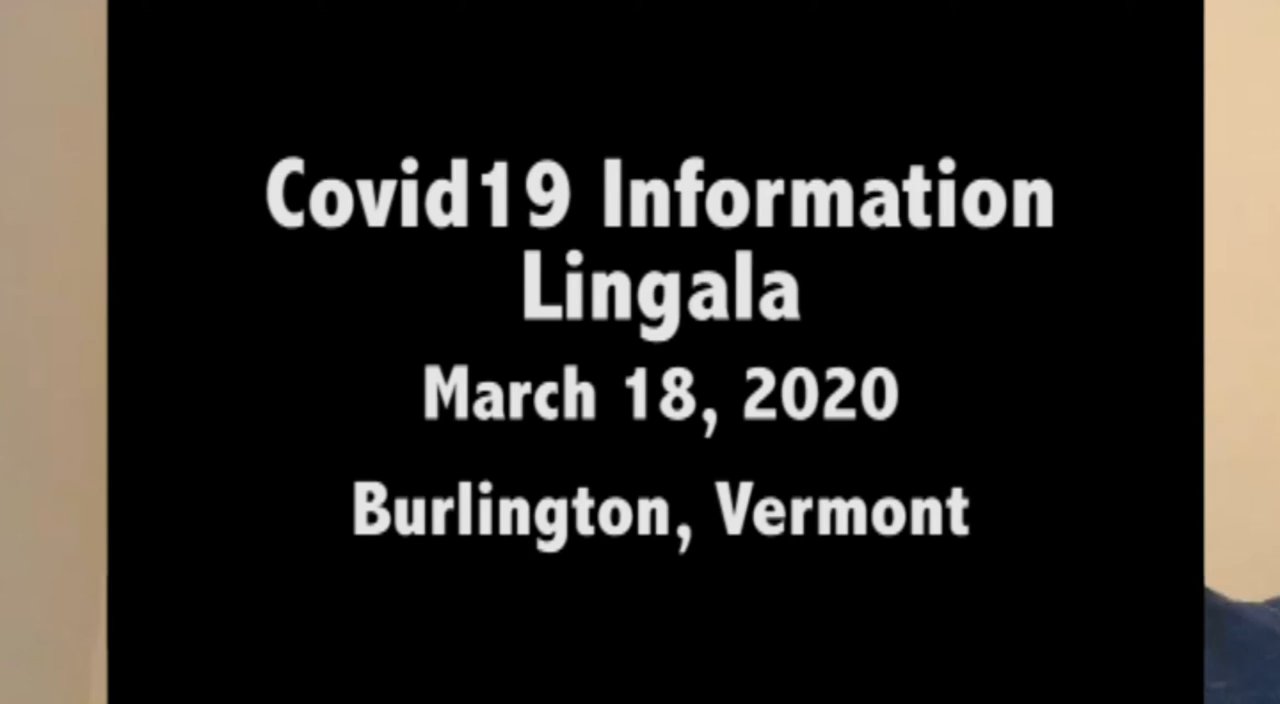 Covid19 Information
Lingala
March 18, 2020
Burlington, Vermont